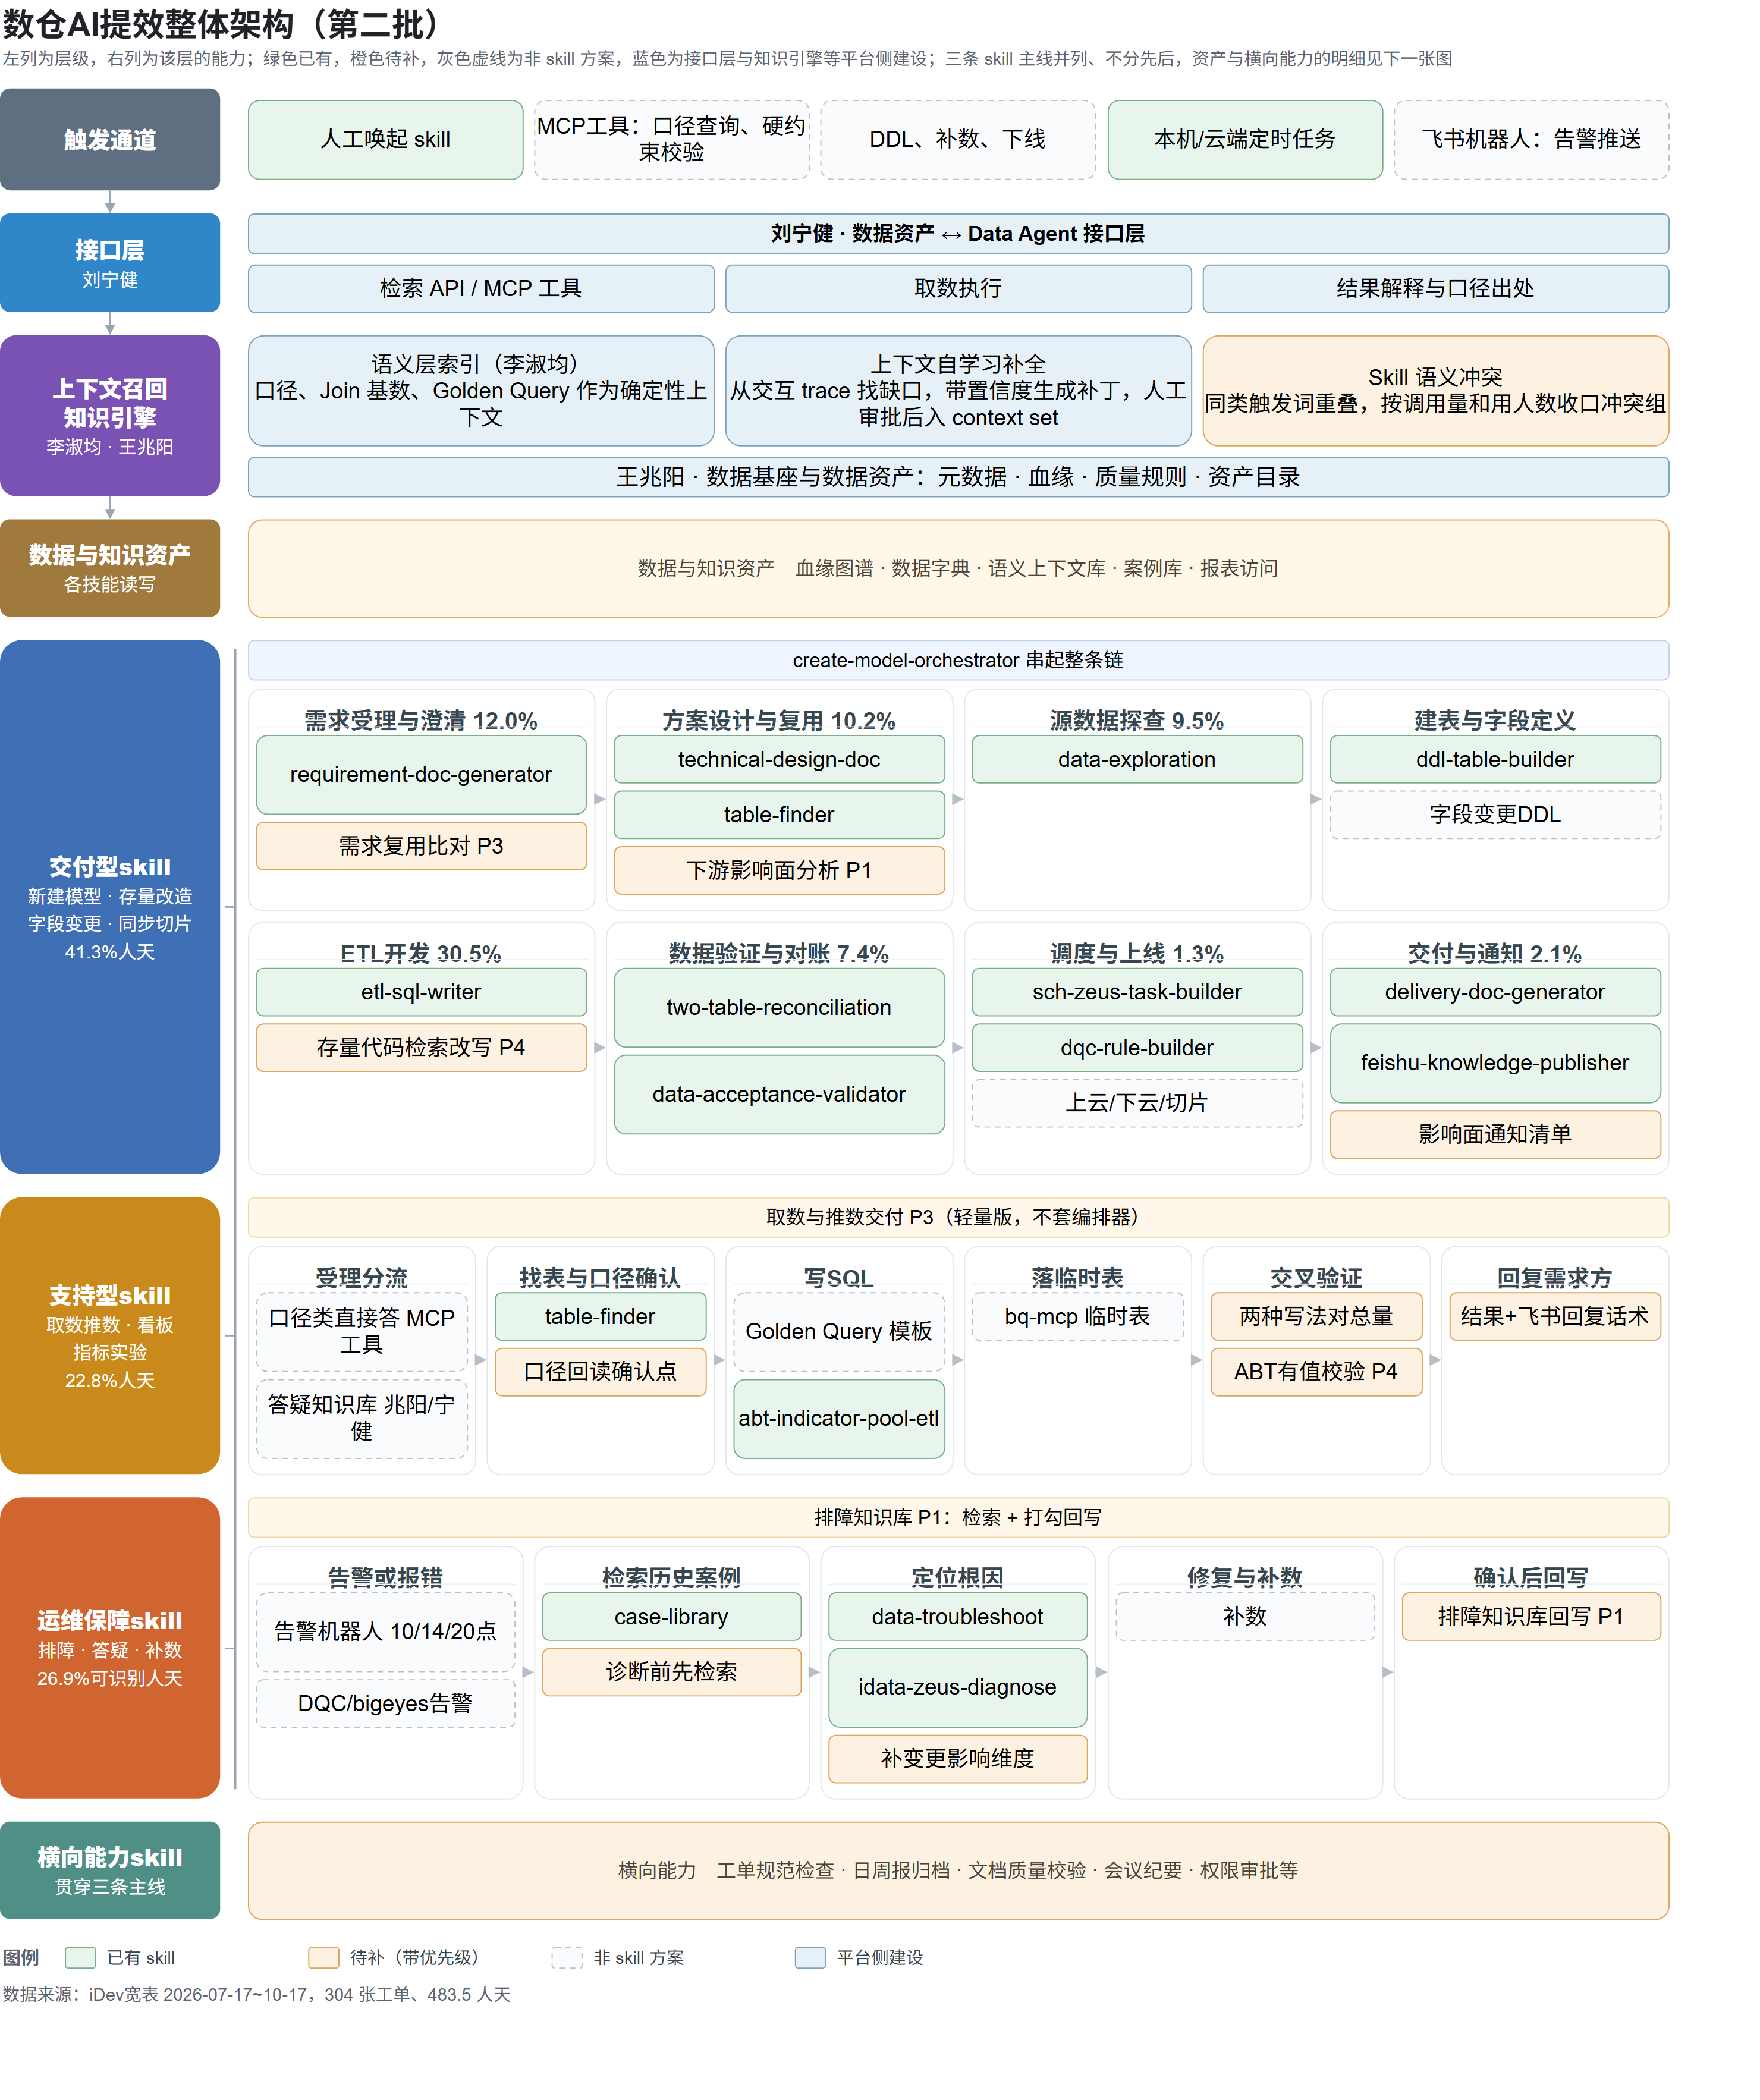 数仓AI提效整体架构（第二批）
左列为层级，右列为该层的能力；绿色已有，橙色待补，灰色虚线为非 skill 方案，蓝色为接口层与知识引擎等平台侧建设；三条 skill 主线并列、不分先后，资产与横向能力的明细见下一张图
触发通道
人工唤起 skill
MCP工具：口径查询、硬约
束校验
DDL、补数、下线
本机/云端定时任务
飞书机器人：告警推送
接口层
刘宁健
刘宁健 · 数据资产 ↔ Data Agent 接口层
检索 API / MCP 工具
取数执行
结果解释与口径出处
上下文召回
知识引擎
李淑均 · 王兆阳
语义层索引（李淑均）
口径、Join 基数、Golden Query 作为确定性上
下文
上下文自学习补全
从交互 trace 找缺口，带置信度生成补丁，人工
审批后入 context set
Skill 语义冲突
同类触发词重叠，按调用量和用人数收口冲突组
王兆阳 · 数据基座与数据资产：元数据 · 血缘 · 质量规则 · 资产目录
数据与知识资产
各技能读写
数据与知识资产 血缘图谱 · 数据字典 · 语义上下文库 · 案例库 · 报表访问
交付型skill
新建模型 · 存量改造
字段变更 · 同步切片
41.3%人天
create-model-orchestrator 串起整条链
需求受理与澄清 12.0%
requirement-doc-generator
需求复用比对 P3
方案设计与复用 10.2%
technical-design-doc
table-finder
下游影响面分析 P1
源数据探查 9.5%
data-exploration
建表与字段定义
ddl-table-builder
字段变更DDL
ETL开发 30.5%
etl-sql-writer
存量代码检索改写 P4
数据验证与对账 7.4%
two-table-reconciliation
data-acceptance-validator
调度与上线 1.3%
sch-zeus-task-builder
dqc-rule-builder
上云/下云/切片
交付与通知 2.1%
delivery-doc-generator
feishu-knowledge-publisher
影响面通知清单
支持型skill
取数推数 · 看板
指标实验
22.8%人天
取数与推数交付 P3（轻量版，不套编排器）
受理分流
口径类直接答 MCP
工具
答疑知识库 兆阳/宁
健
找表与口径确认
table-finder
口径回读确认点
写SQL
Golden Query 模板
abt-indicator-pool-etl
落临时表
bq-mcp 临时表
交叉验证
两种写法对总量
ABT有值校验 P4
回复需求方
结果+飞书回复话术
运维保障skill
排障 · 答疑 · 补数
26.9%可识别人天
排障知识库 P1：检索 + 打勾回写
告警或报错
告警机器人 10/14/20点
DQC/bigeyes告警
检索历史案例
case-library
诊断前先检索
定位根因
data-troubleshoot
idata-zeus-diagnose
补变更影响维度
修复与补数
补数
确认后回写
排障知识库回写 P1
横向能力skill
贯穿三条主线
横向能力 工单规范检查 · 日周报归档 · 文档质量校验 · 会议纪要 · 权限审批等
图例
已有 skill
待补（带优先级）
非 skill 方案
平台侧建设
数据来源：iDev宽表 2026-07-17~10-17，304 张工单、483.5 人天